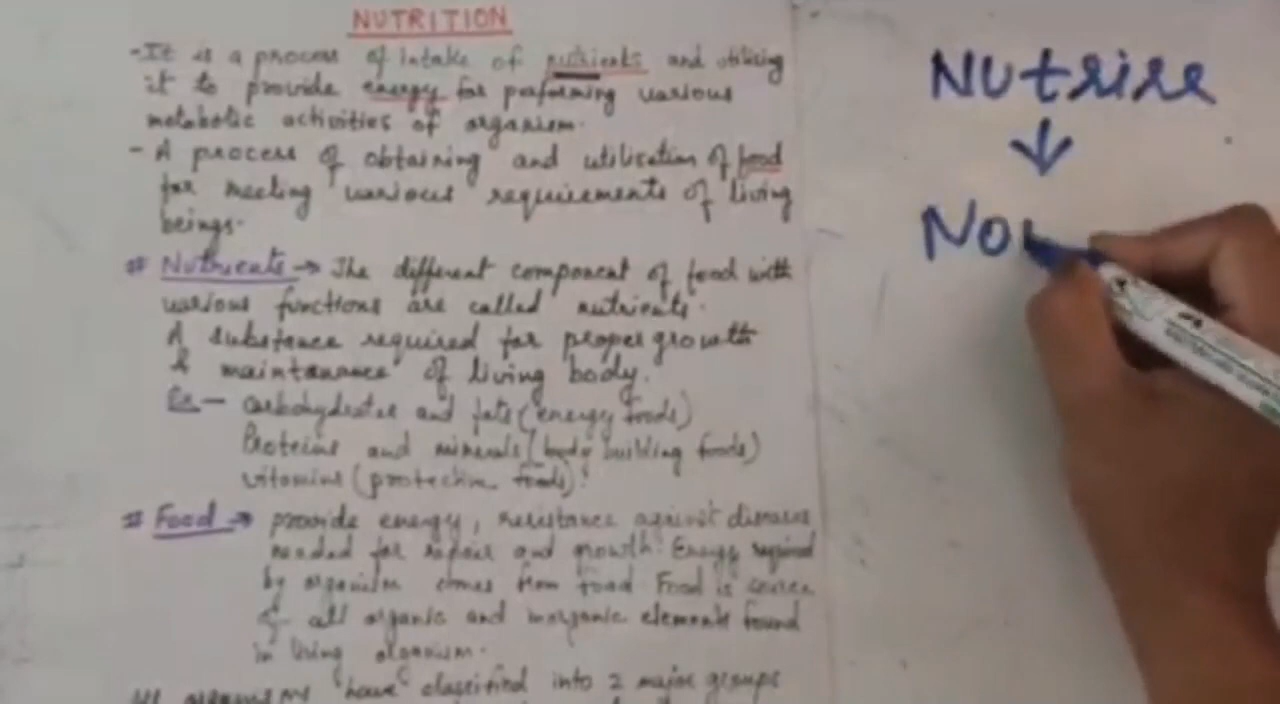 NUTRITION
-It is a process of Intake of nutrients and utilising
it to provide energy for performing various
metabolic activities of organism.
- A process of obtaining and utilisation of food
for meeting various requirements of living
beings.
# Nutrients → The different component of food with
various functions are called nutrients.
A substance required for proper growth
& maintanance of living body.
Ex - Carbohydrates and fats (energy foods)
Proteins and minerals (body building foods)
vitamins (protective foods).
# Food → provide energy, resistance against diseases
needed for repair and growth. Energy required
by organism comes from food. Food is source
of all organic and inorganic elements found
in living organism.
All organisms have classified into 2 major groups
Nutrire
↓
No